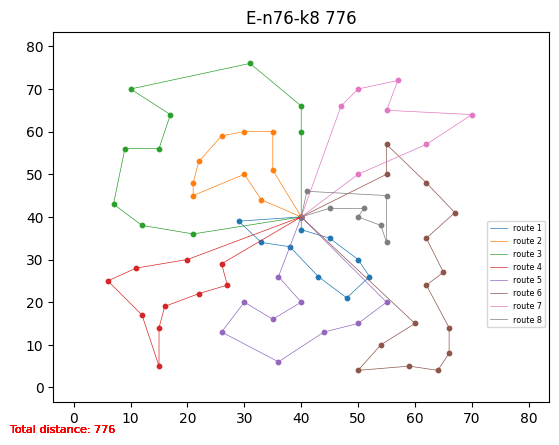 E-n76-k8 776
80
70
60
50
40
30
20
10
0
route 1
route 2
route 3
route 4
route 5
route 6
route 7
route 8
0 10 20 30 40 50 60 70 80
Total distance: 776